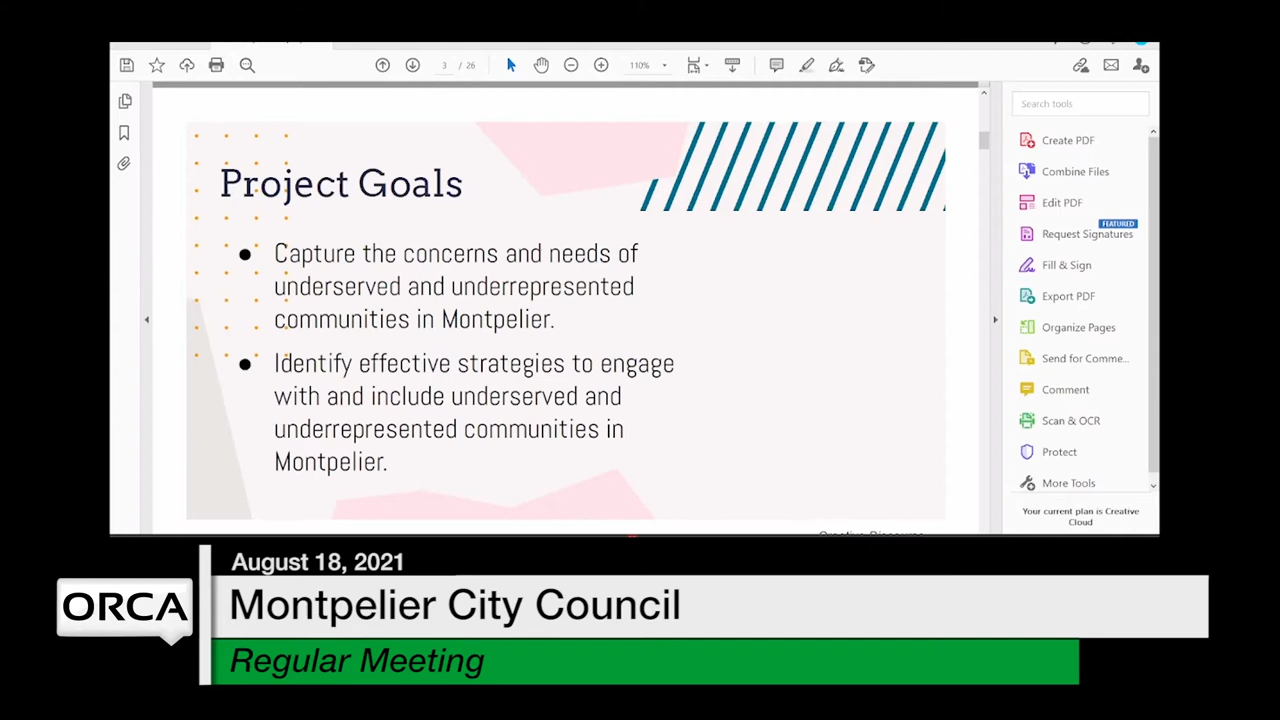 3 / 26
110%
Search tools
Project Goals
Create PDF
Combine Files
Edit PDF
FEATURED
Request Signatures
Fill & Sign
Export PDF
Organize Pages
Send for Comme...
Comment
Scan & OCR
Protect
More Tools
Your current plan is Creative
Cloud
● Capture the concerns and needs of
underserved and underrepresented
communities in Montpelier.
● Identify effective strategies to engage
with and include underserved and
underrepresented communities in
Montpelier.
August 18, 2021
ORCA
Montpelier City Council
Regular Meeting